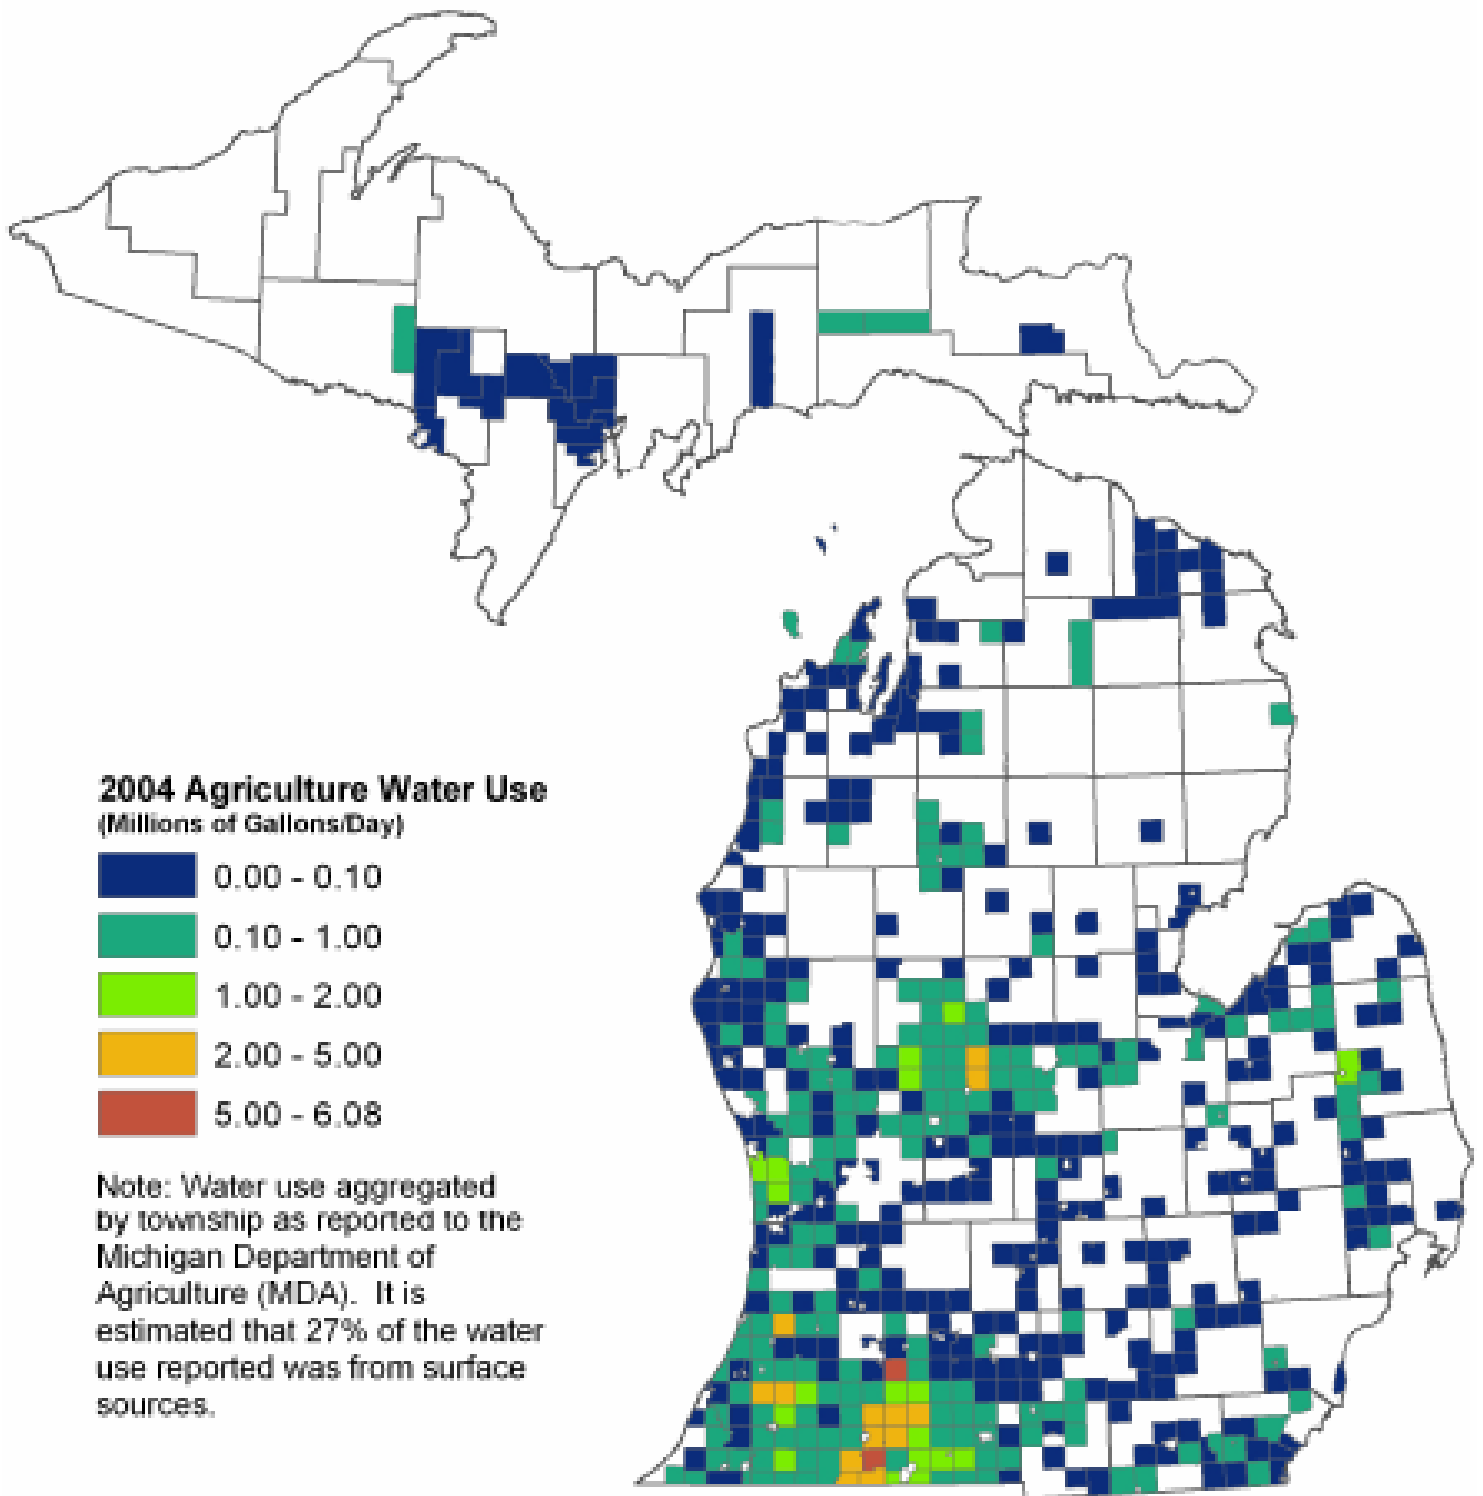 2004 Agriculture Water Use
(Millions of Gallons/Day)
0.00 - 0.10
0.10 - 1.00
1.00 - 2.00
2.00 - 5.00
5.00 - 6.08
Note: Water use aggregated
by township as reported to the
Michigan Department of
Agriculture (MDA).  It is
estimated that 27% of the water
use reported was from surface
sources.